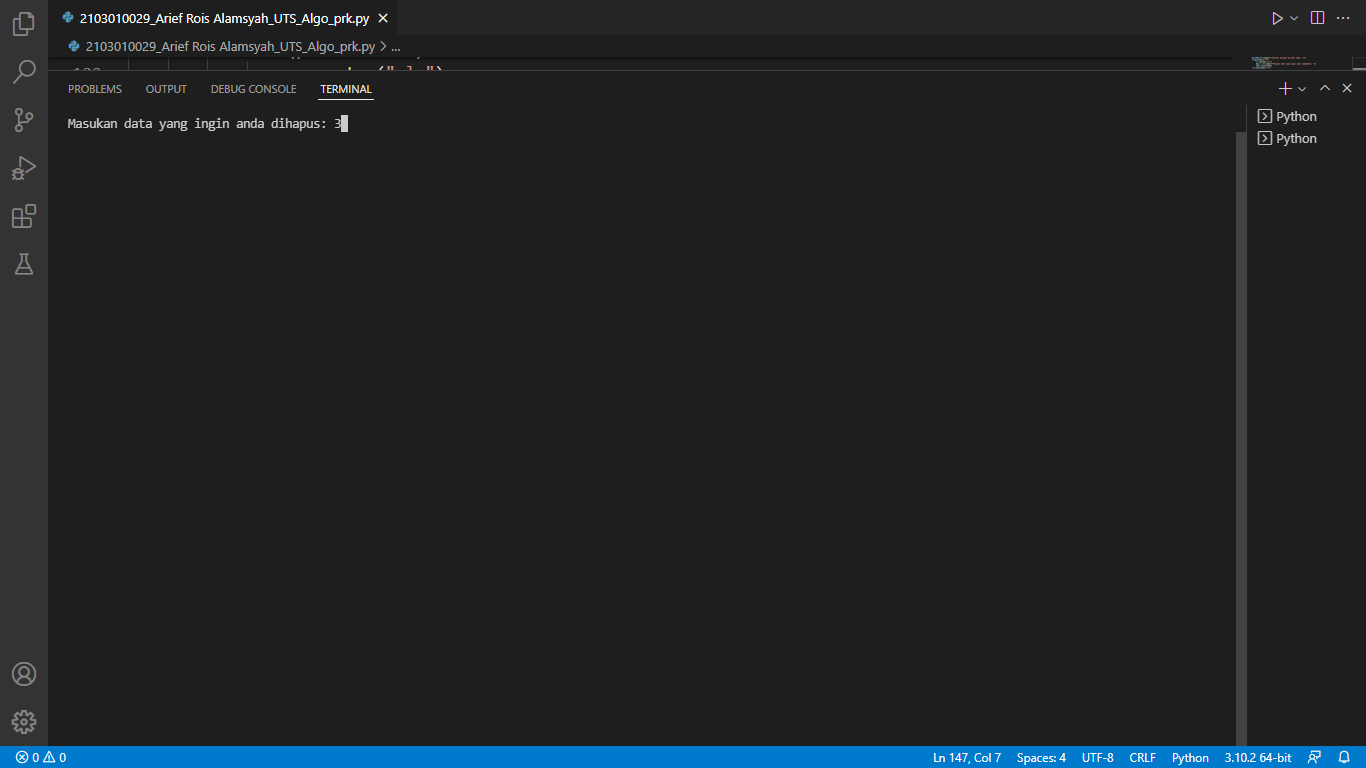 2103010029_Arief Rois Alamsyah_UTS_Algo_prk.py
2103010029_Arief Rois Alamsyah_UTS_Algo_prk.py > ...
PROBLEMS OUTPUT DEBUG CONSOLE TERMINAL
Masukan data yang ingin anda dihapus: 3
Python
Python
0 0 Ln 147, Col 7 Spaces: 4 UTF-8 CRLF Python 3.10.2 64-bit